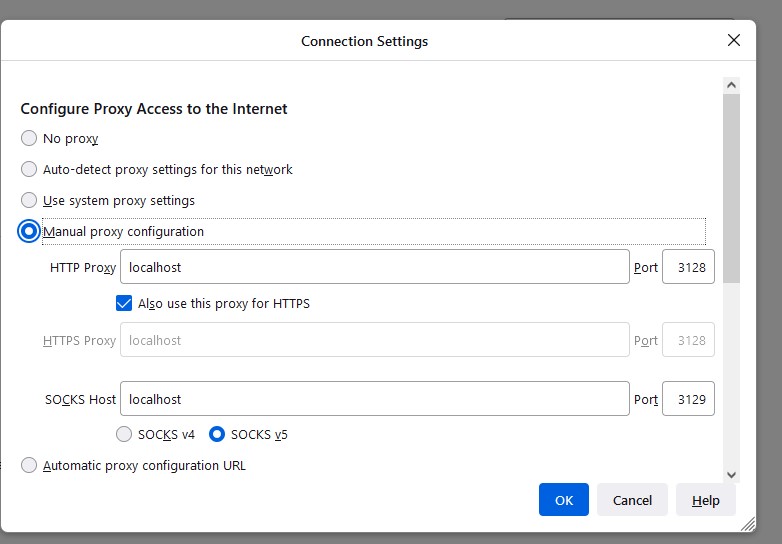 Connection Settings
Configure Proxy Access to the Internet
No proxy
Auto-detect proxy settings for this network
Use system proxy settings
Manual proxy configuration
HTTP Proxy localhost Port 3128
Also use this proxy for HTTPS
HTTPS Proxy localhost Port 3128
SOCKS Host localhost Port 3129
SOCKS v4 SOCKS v5
Automatic proxy configuration URL
OK Cancel Help